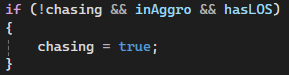 if (!chasing && inAggro && hasLOS)
{
    chasing = true;
}